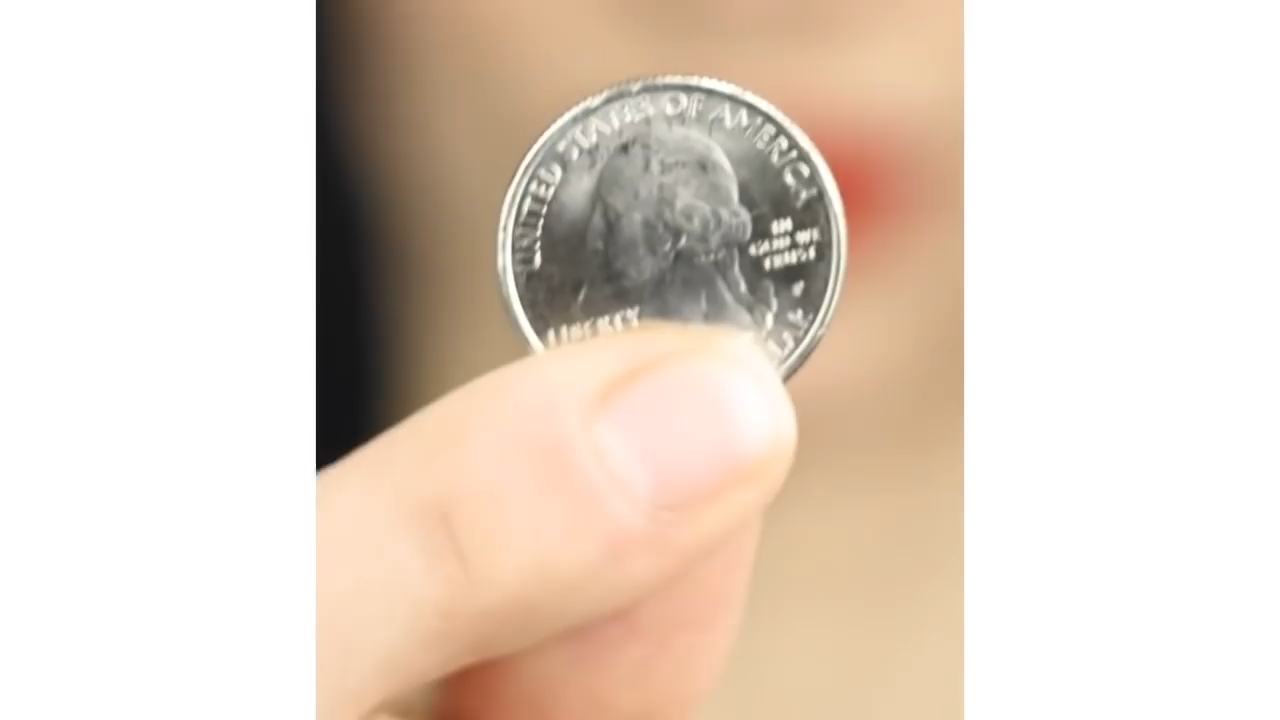 UNITED STATES OF AMERICA
IN
GOD WE
TRUST
LIBERTY